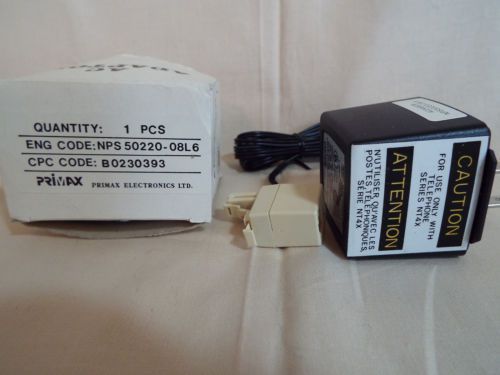 AC
QUANTITY: 1 PCS
ENG CODE:NPS 50220-08L6
CPC CODE: B0230393
PRiMAX PRIMAX ELECTRONICS LTD.
CAUTION
FOR USE ONLY WITH
TELEPHONE
SERIES NT4X
ATTENTION
N'UTILISER QU'AVEC LES
POSTES TÉLÉPHONIQUES,
SÉRIE NT4X.